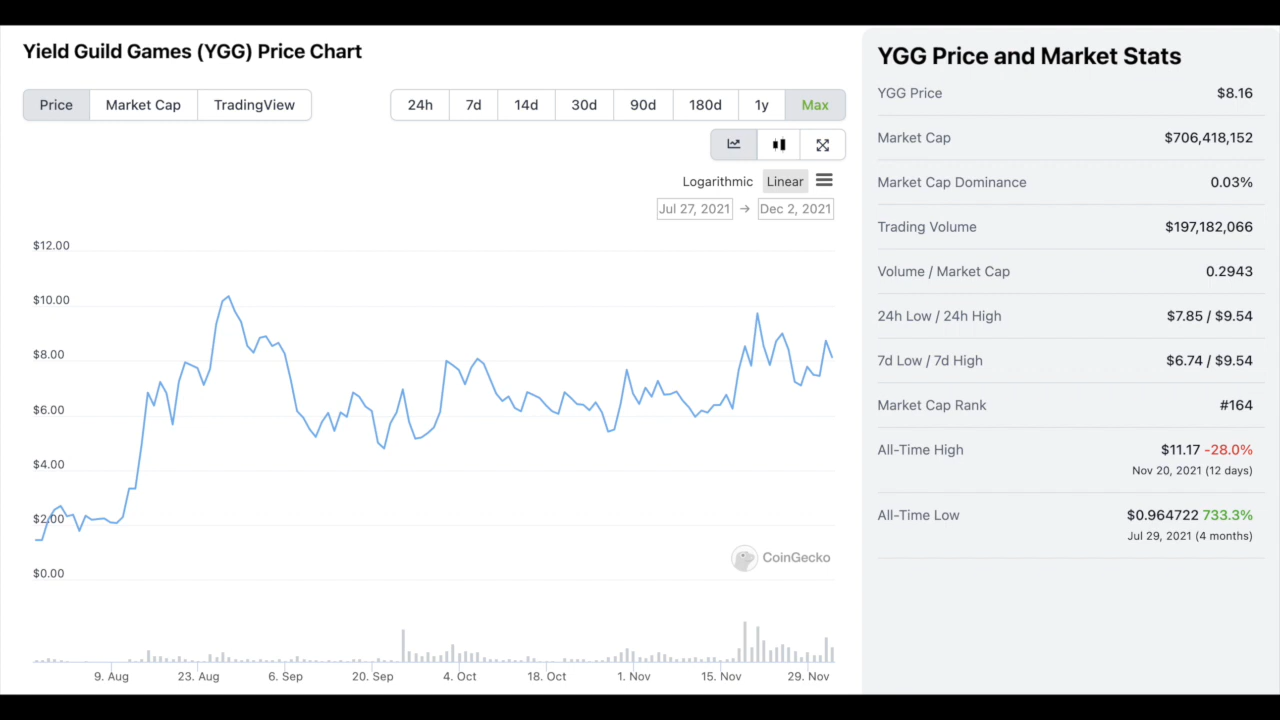 Yield Guild Games (YGG) Price Chart
Price Market Cap TradingView
24h 7d 14d 30d 90d 180d 1y Max
Logarithmic Linear
Jul 27, 2021 → Dec 2, 2021
$12.00
$10.00
$8.00
$6.00
$4.00
$2.00
$0.00
CoinGecko
9. Aug 23. Aug 6. Sep 20. Sep 4. Oct 18. Oct 1. Nov 15. Nov 29. Nov
YGG Price and Market Stats
YGG Price $8.16
Market Cap $706,418,152
Market Cap Dominance 0.03%
Trading Volume $197,182,066
Volume / Market Cap 0.2943
24h Low / 24h High $7.85 / $9.54
7d Low / 7d High $6.74 / $9.54
Market Cap Rank #164
All-Time High $11.17 -28.0%
Nov 20, 2021 (12 days)
All-Time Low $0.964722 733.3%
Jul 29, 2021 (4 months)